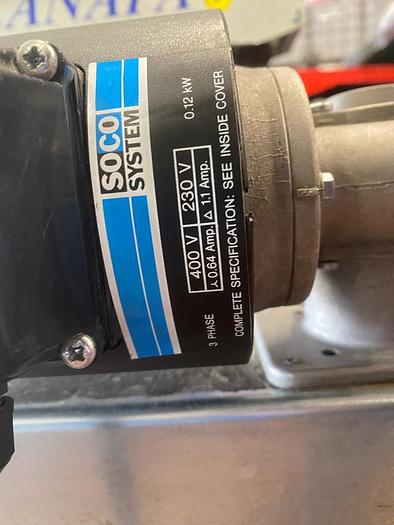 SOCO
SYSTEM
400 V 230 V 0.12 kW
⅄ 0.64 Amp. △ 1.1 Amp.
3 PHASE
COMPLETE SPECIFICATION: SEE INSIDE COVER